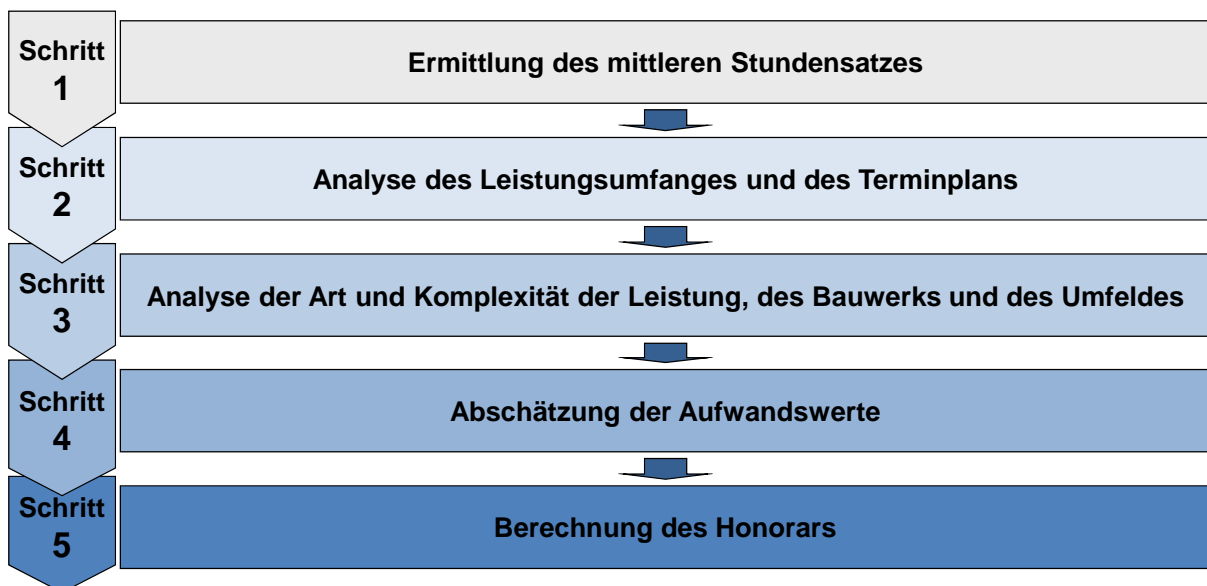 Schritt
1
Ermittlung des mittleren Stundensatzes
Schritt
2
Analyse des Leistungsumfanges und des Terminplans
Schritt
3
Analyse der Art und Komplexität der Leistung, des Bauwerks und des Umfeldes
Schritt
4
Abschätzung der Aufwandswerte
Schritt
5
Berechnung des Honorars